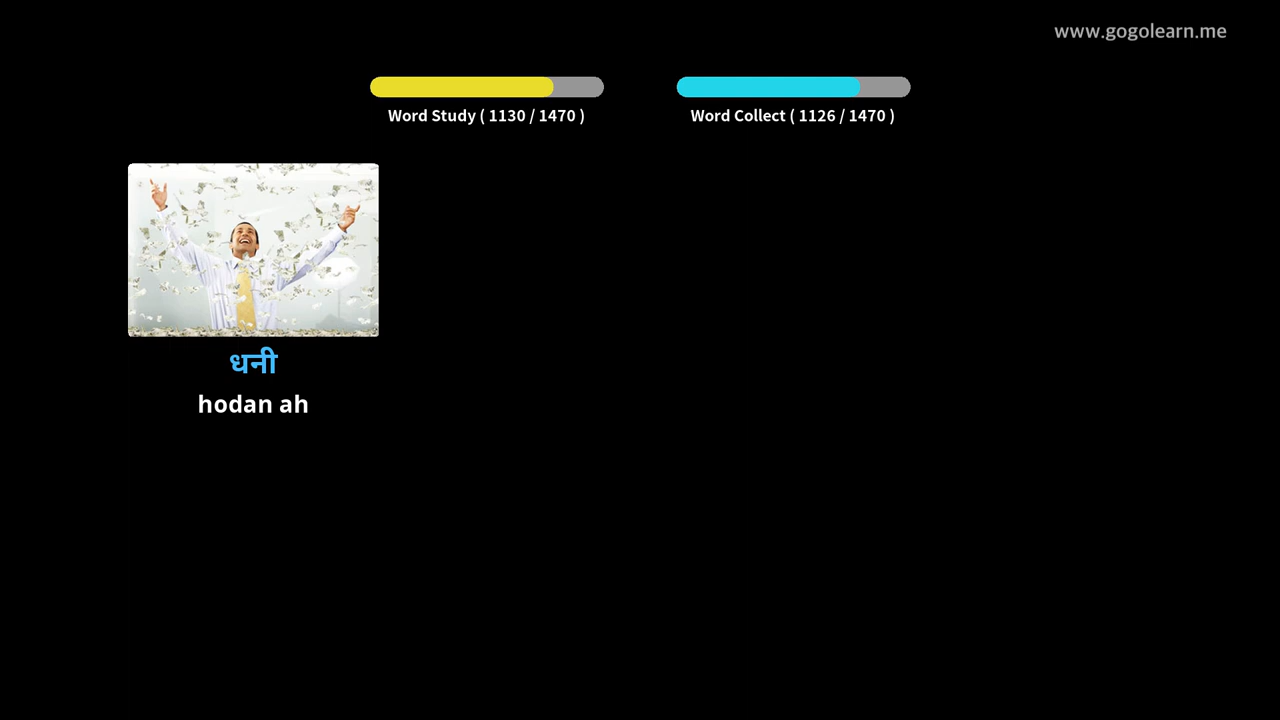 www.gogolearn.me
Word Study ( 1130 / 1470 )
Word Collect ( 1126 / 1470 )
धनी
hodan ah